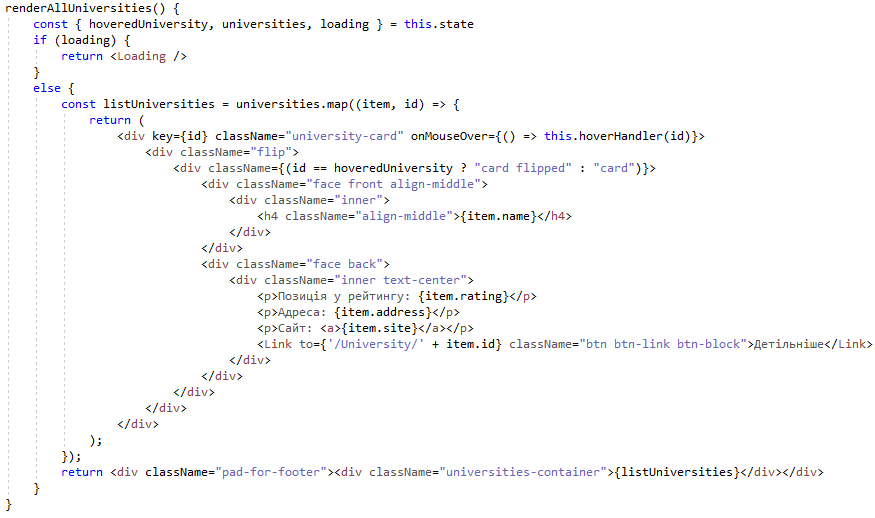 renderAllUniversities() {
    const { hoveredUniversity, universities, loading } = this.state
    if (loading) {
        return <Loading />
    }
    else {
        const listUniversities = universities.map((item, id) => {
            return (
                <div key={id} className="university-card" onMouseOver={() => this.hoverHandler(id)}>
                    <div className="flip">
                        <div className={(id == hoveredUniversity ? "card flipped" : "card")}>
                            <div className="face front align-middle">
                                <div className="inner">
                                    <h4 className="align-middle">{item.name}</h4>
                                </div>
                            </div>
                            <div className="face back">
                                <div className="inner text-center">
                                    <p>Позиція у рейтингу: {item.rating}</p>
                                    <p>Адреса: {item.address}</p>
                                    <p>Сайт: <a>{item.site}</a></p>
                                    <Link to={'/University/' + item.id} className="btn btn-link btn-block">Детільніше</Link>
                                </div>
                            </div>
                        </div>
                    </div>
                </div>
            );
        });
        return <div className="pad-for-footer"><div className="universities-container">{listUniversities}</div></div>
    }
}